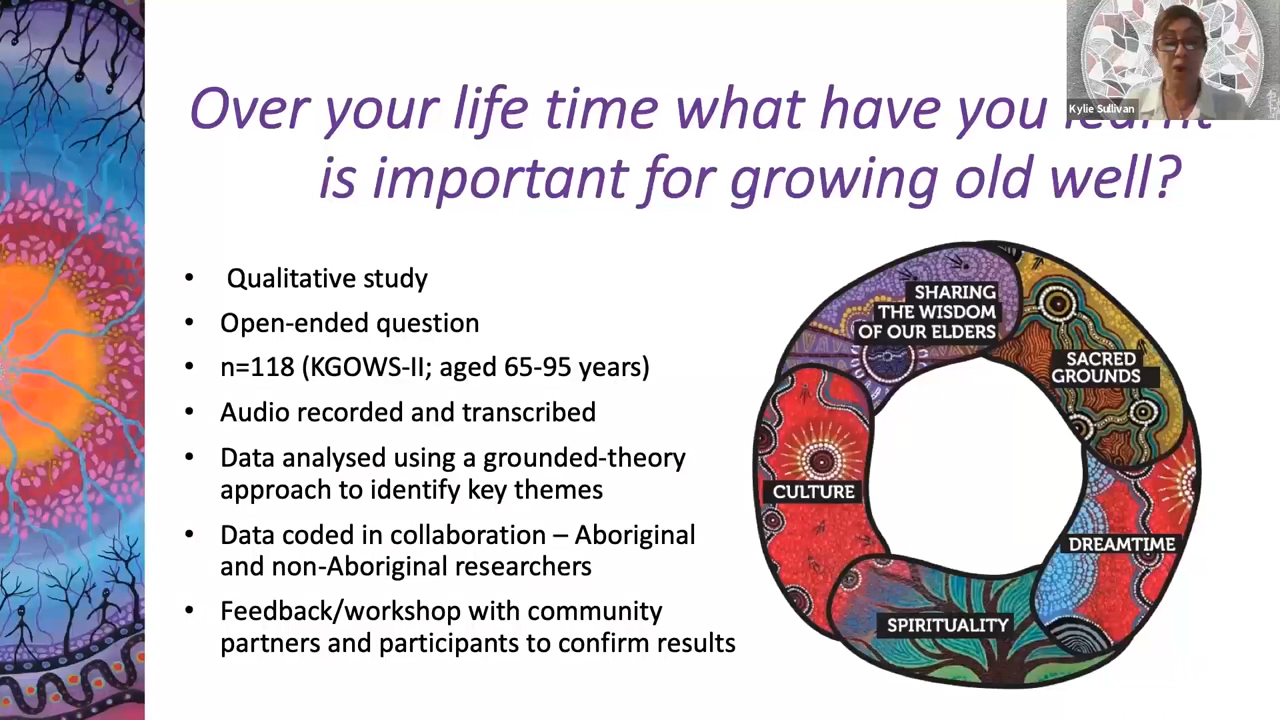 Over your life time what have you learnt
is important for growing old well?
Kylie Sullivan
• Qualitative study
• Open-ended question
• n=118 (KGOWS-II; aged 65-95 years)
• Audio recorded and transcribed
• Data analysed using a grounded-theory
approach to identify key themes
• Data coded in collaboration – Aboriginal
and non-Aboriginal researchers
• Feedback/workshop with community
partners and participants to confirm results
SHARING
THE WISDOM
OF OUR ELDERS
SACRED
GROUNDS
CULTURE
DREAMTIME
SPIRITUALITY